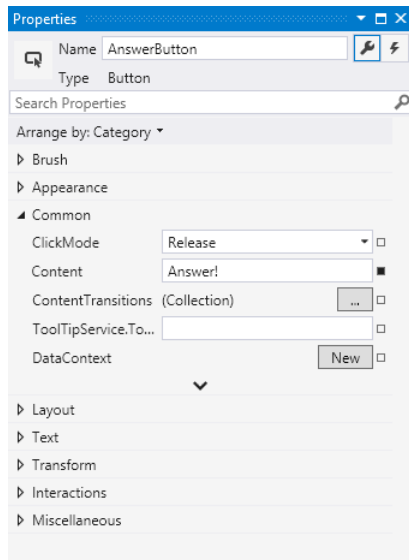 Properties
Name AnswerButton
Type Button
Search Properties
Arrange by: Category
Brush
Appearance
Common
ClickMode Release
Content Answer!
ContentTransitions (Collection) ...
ToolTipService.To...
DataContext New
Layout
Text
Transform
Interactions
Miscellaneous